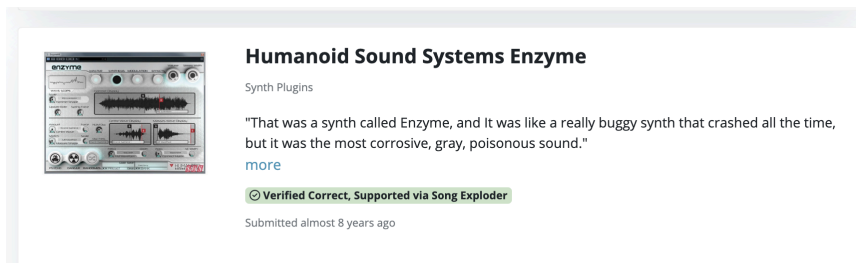 enzyme
Humanoid Sound Systems Enzyme
Synth Plugins
"That was a synth called Enzyme, and It was like a really buggy synth that crashed all the time,
but it was the most corrosive, gray, poisonous sound."
more
Verified Correct, Supported via Song Exploder
Submitted almost 8 years ago